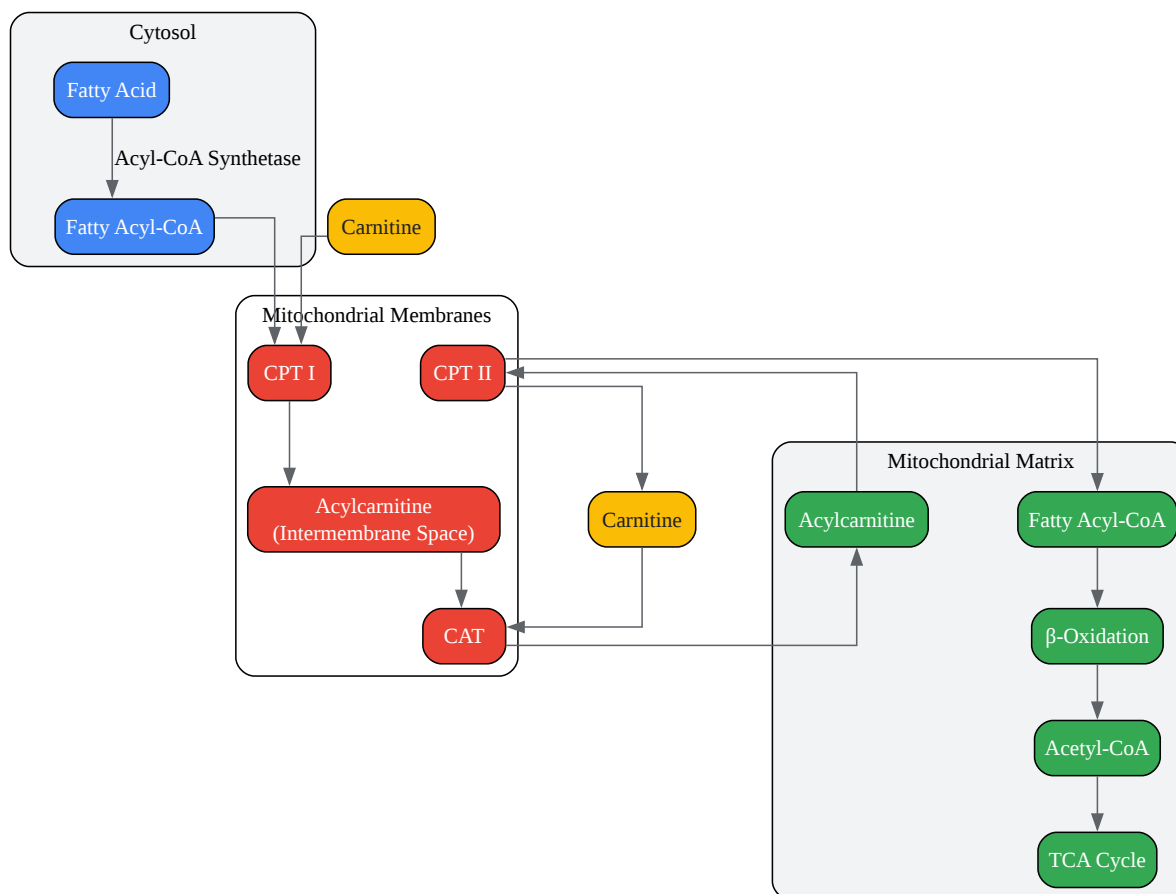 Cytosol
Fatty Acid
Acyl-CoA Synthetase
Fatty Acyl-CoA
Carnitine
Mitochondrial Membranes
CPT I
CPT II
Acylcarnitine
(Intermembrane Space)
CAT
Carnitine
Mitochondrial Matrix
Acylcarnitine
Fatty Acyl-CoA
β-Oxidation
Acetyl-CoA
TCA Cycle